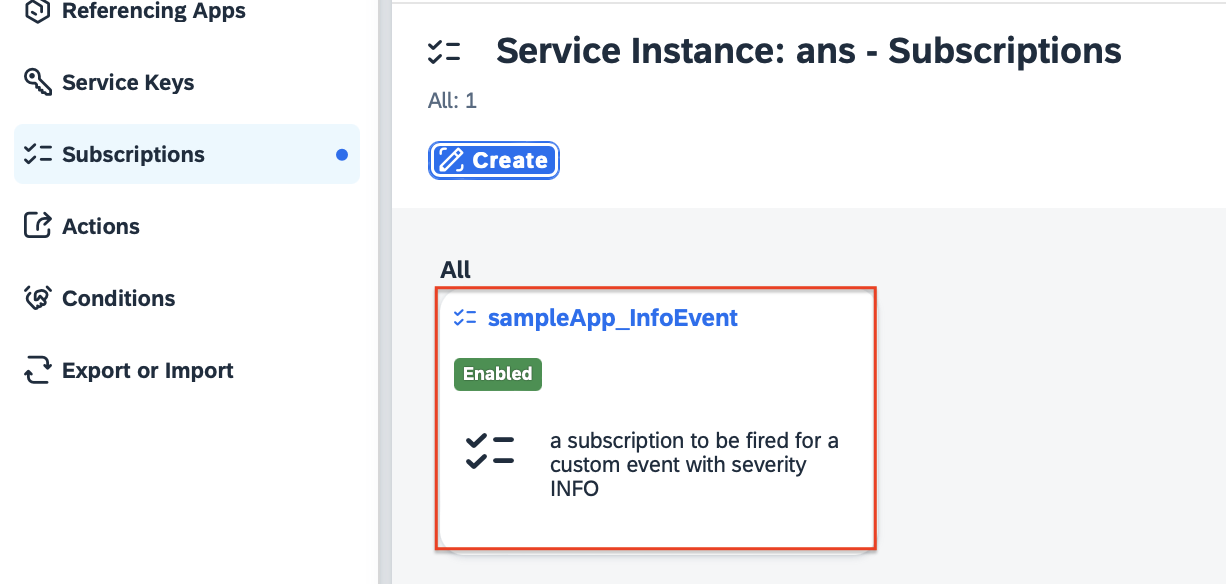 Referencing Apps
Service Keys
Subscriptions
Actions
Conditions
Export or Import
Service Instance: ans - Subscriptions
All: 1
Create
All
sampleApp_InfoEvent
Enabled
a subscription to be fired for a
custom event with severity
INFO